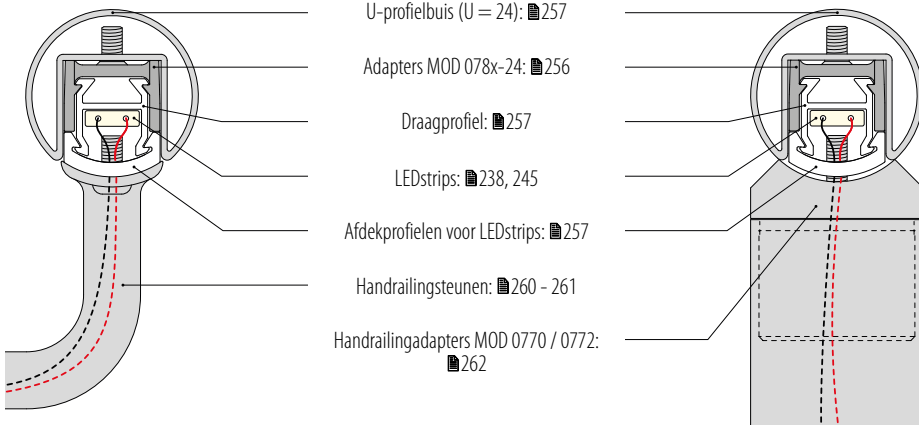 U-profielbuis (U = 24): 257
Adapters MOD 078x-24: 256
Draagprofiel: 257
LEDstrips: 238, 245
Afdekprofielen voor LEDstrips: 257
Handrailingsteunen: 260 - 261
Handrailingadapters MOD 0770 / 0772:
262